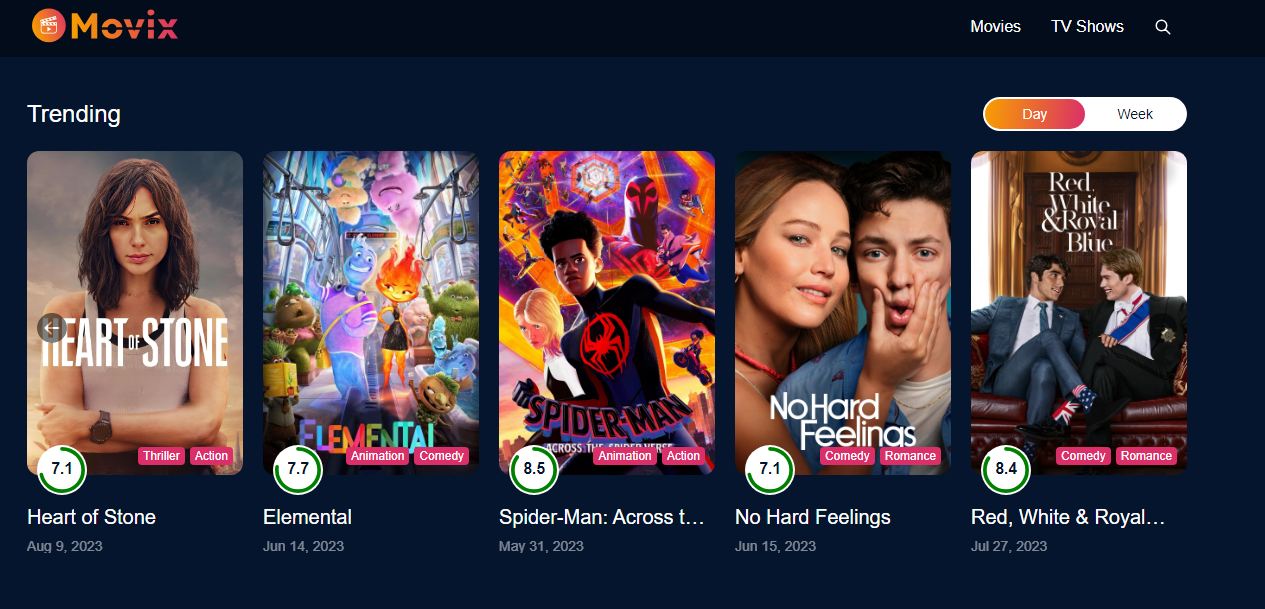 Movix
Movies TV Shows
Trending
Day Week
HEART OF STONE
7.1
Thriller Action
Heart of Stone
Aug 9, 2023
ELEMENTAL
7.7
Animation Comedy
Elemental
Jun 14, 2023
SPIDER-MAN
ACROSS THE SPIDER-VERSE
8.5
Animation Action
Spider-Man: Across t...
May 31, 2023
No Hard
Feelings
7.1
Comedy Romance
No Hard Feelings
Jun 15, 2023
Red,
White
&Royal
Blue
8.4
Comedy Romance
Red, White & Royal...
Jul 27, 2023